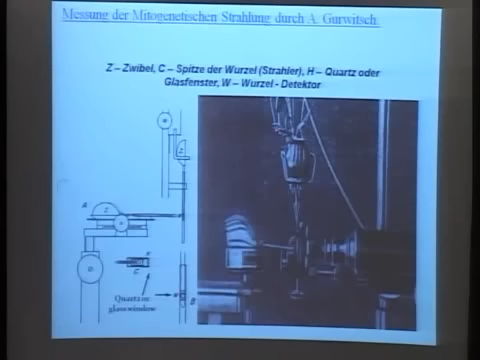 Messung der Mitogenetischen Strahlung durch A. Gurwitsch.
Z – Zwibel, C – Spitze der Wurzel (Strahler), H – Quartz oder
Glasfenster, W – Wurzel - Detektor
Z
Z
C
Quartz or
glass window